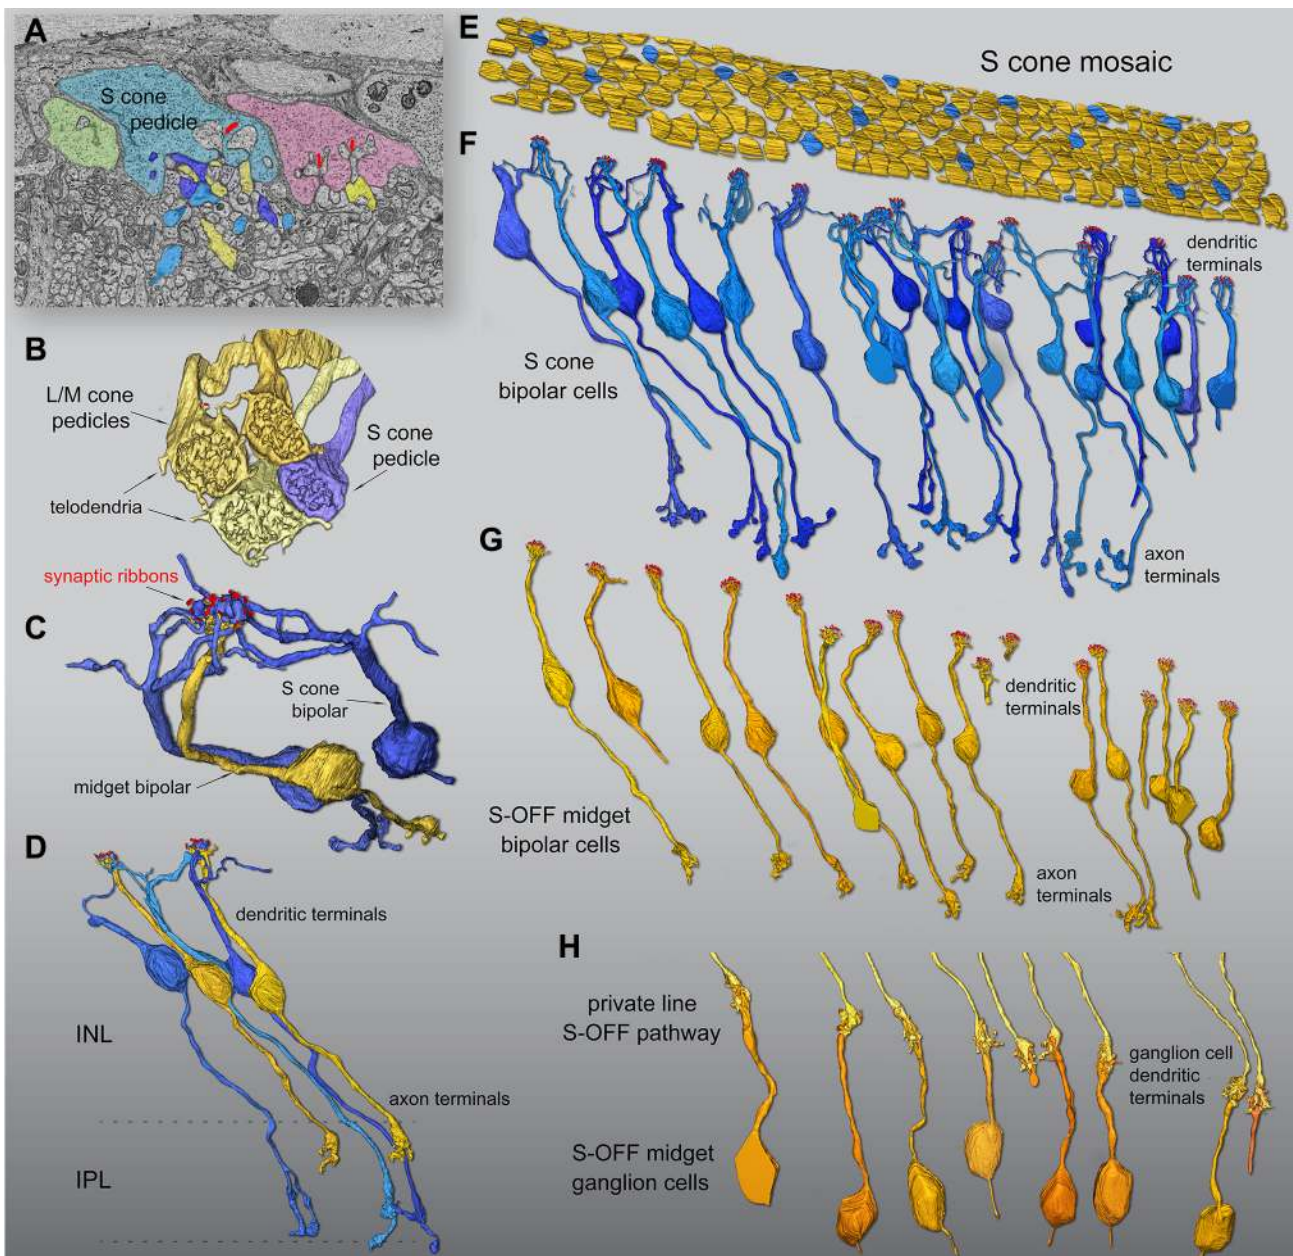 A
S cone
pedicle
B
L/M cone
pedicles
S cone
pedicle
telodendria
synaptic ribbons
C
S cone
bipolar
midget bipolar
D
dendritic terminals
INL
axon terminals
IPL
E
S cone mosaic
F
dendritic
terminals
S cone
bipolar cells
axon
terminals
G
dendritic
terminals
S-OFF midget
bipolar cells
axon
terminals
H
private line
S-OFF pathway
ganglion cell
dendritic
terminals
S-OFF midget
ganglion cells